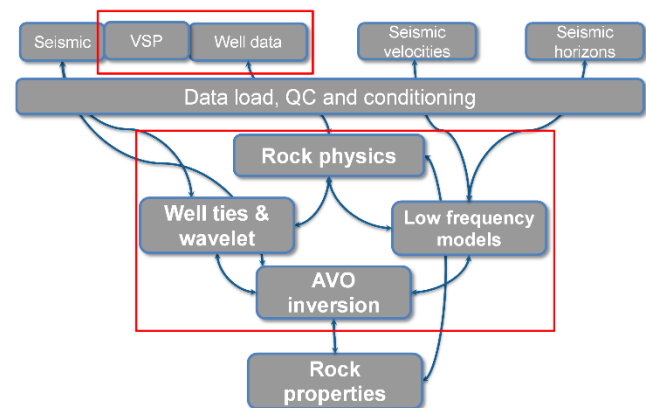 Seismic
VSP
Well data
Seismic
velocities
Seismic
horizons
Data load, QC and conditioning
Rock physics
Well ties &
wavelet
Low frequency
models
AVO
inversion
Rock
properties